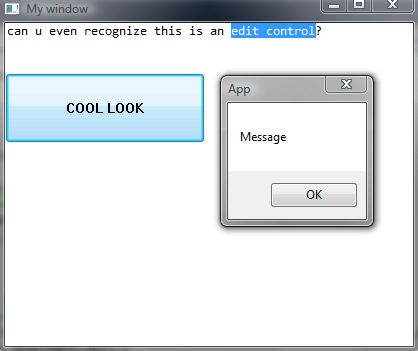 My window
can u even recognize this is an edit control?
COOL LOOK
App
Message
OK